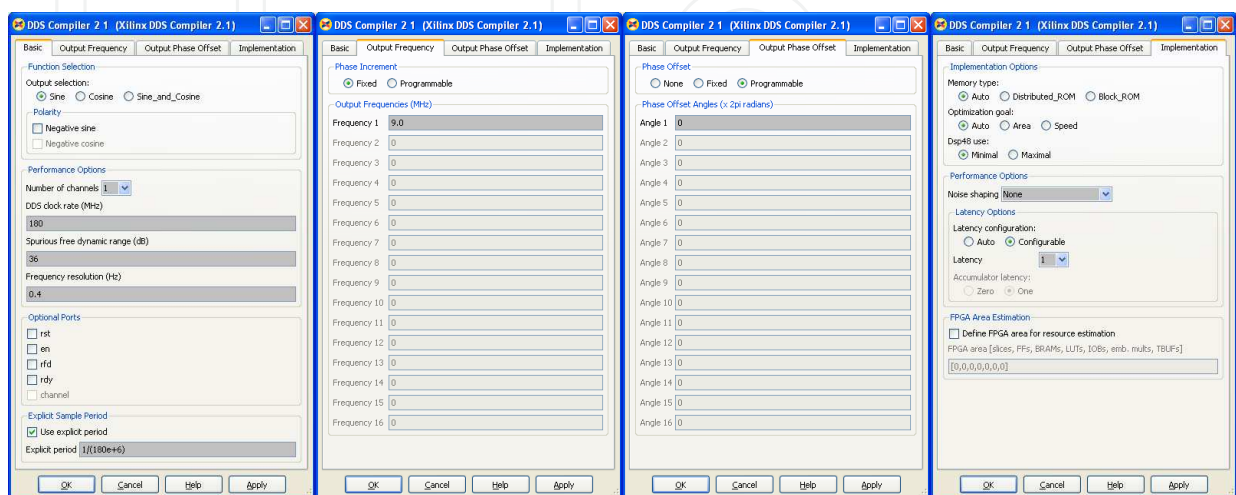 DDS Compiler 2 1 (Xilinx DDS Compiler 2.1)
Basic Output Frequency Output Phase Offset Implementation
Function Selection
Output selection:
Sine Cosine Sine_and_Cosine
Polarity
Negative sine
Negative cosine
Performance Options
Number of channels 1
DDS clock rate (MHz)
180
Spurious free dynamic range (dB)
36
Frequency resolution (Hz)
0.4
Optional Ports
rst
en
rfd
rdy
channel
Explicit Sample Period
Use explicit period
Explicit period 1/(180e+6)
OK Cancel Help Apply
DDS Compiler 2 1 (Xilinx DDS Compiler 2.1)
Basic Output Frequency Output Phase Offset Implementation
Phase Increment
Fixed Programmable
Output Frequencies (MHz)
Frequency 1 9.0
Frequency 2 0
Frequency 3 0
Frequency 4 0
Frequency 5 0
Frequency 6 0
Frequency 7 0
Frequency 8 0
Frequency 9 0
Frequency 10 0
Frequency 11 0
Frequency 12 0
Frequency 13 0
Frequency 14 0
Frequency 15 0
Frequency 16 0
OK Cancel Help Apply
DDS Compiler 2 1 (Xilinx DDS Compiler 2.1)
Basic Output Frequency Output Phase Offset Implementation
Phase Offset
None Fixed Programmable
Phase Offset Angles (x 2pi radians)
Angle 1 0
Angle 2 0
Angle 3 0
Angle 4 0
Angle 5 0
Angle 6 0
Angle 7 0
Angle 8 0
Angle 9 0
Angle 10 0
Angle 11 0
Angle 12 0
Angle 13 0
Angle 14 0
Angle 15 0
Angle 16 0
OK Cancel Help Apply
DDS Compiler 2 1 (Xilinx DDS Compiler 2.1)
Basic Output Frequency Output Phase Offset Implementation
Implementation Options
Memory type:
Auto Distributed_ROM Block_ROM
Optimization goal:
Auto Area Speed
Dsp48 use:
Minimal Maximal
Performance Options
Noise shaping None
Latency Options
Latency configuration:
Auto Configurable
Latency 1
Accumulator latency:
Zero One
FPGA Area Estimation
Define FPGA area for resource estimation
FPGA area [slices, FFs, BRAMs, LUTs, IOBs, emb. mults, TBUFs]
[0,0,0,0,0,0,0]
OK Cancel Help Apply